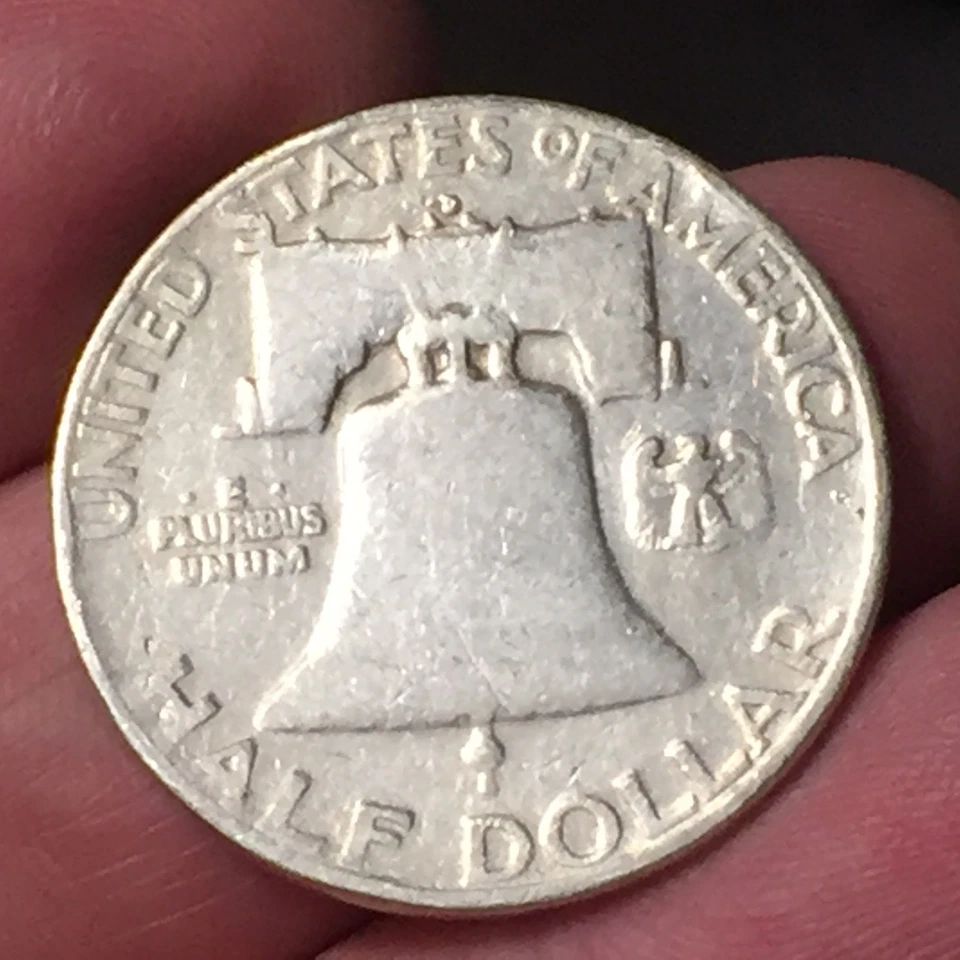 UNITED STATES OF AMERICA
E
PLURIBUS
UNUM
HALF DOLLAR